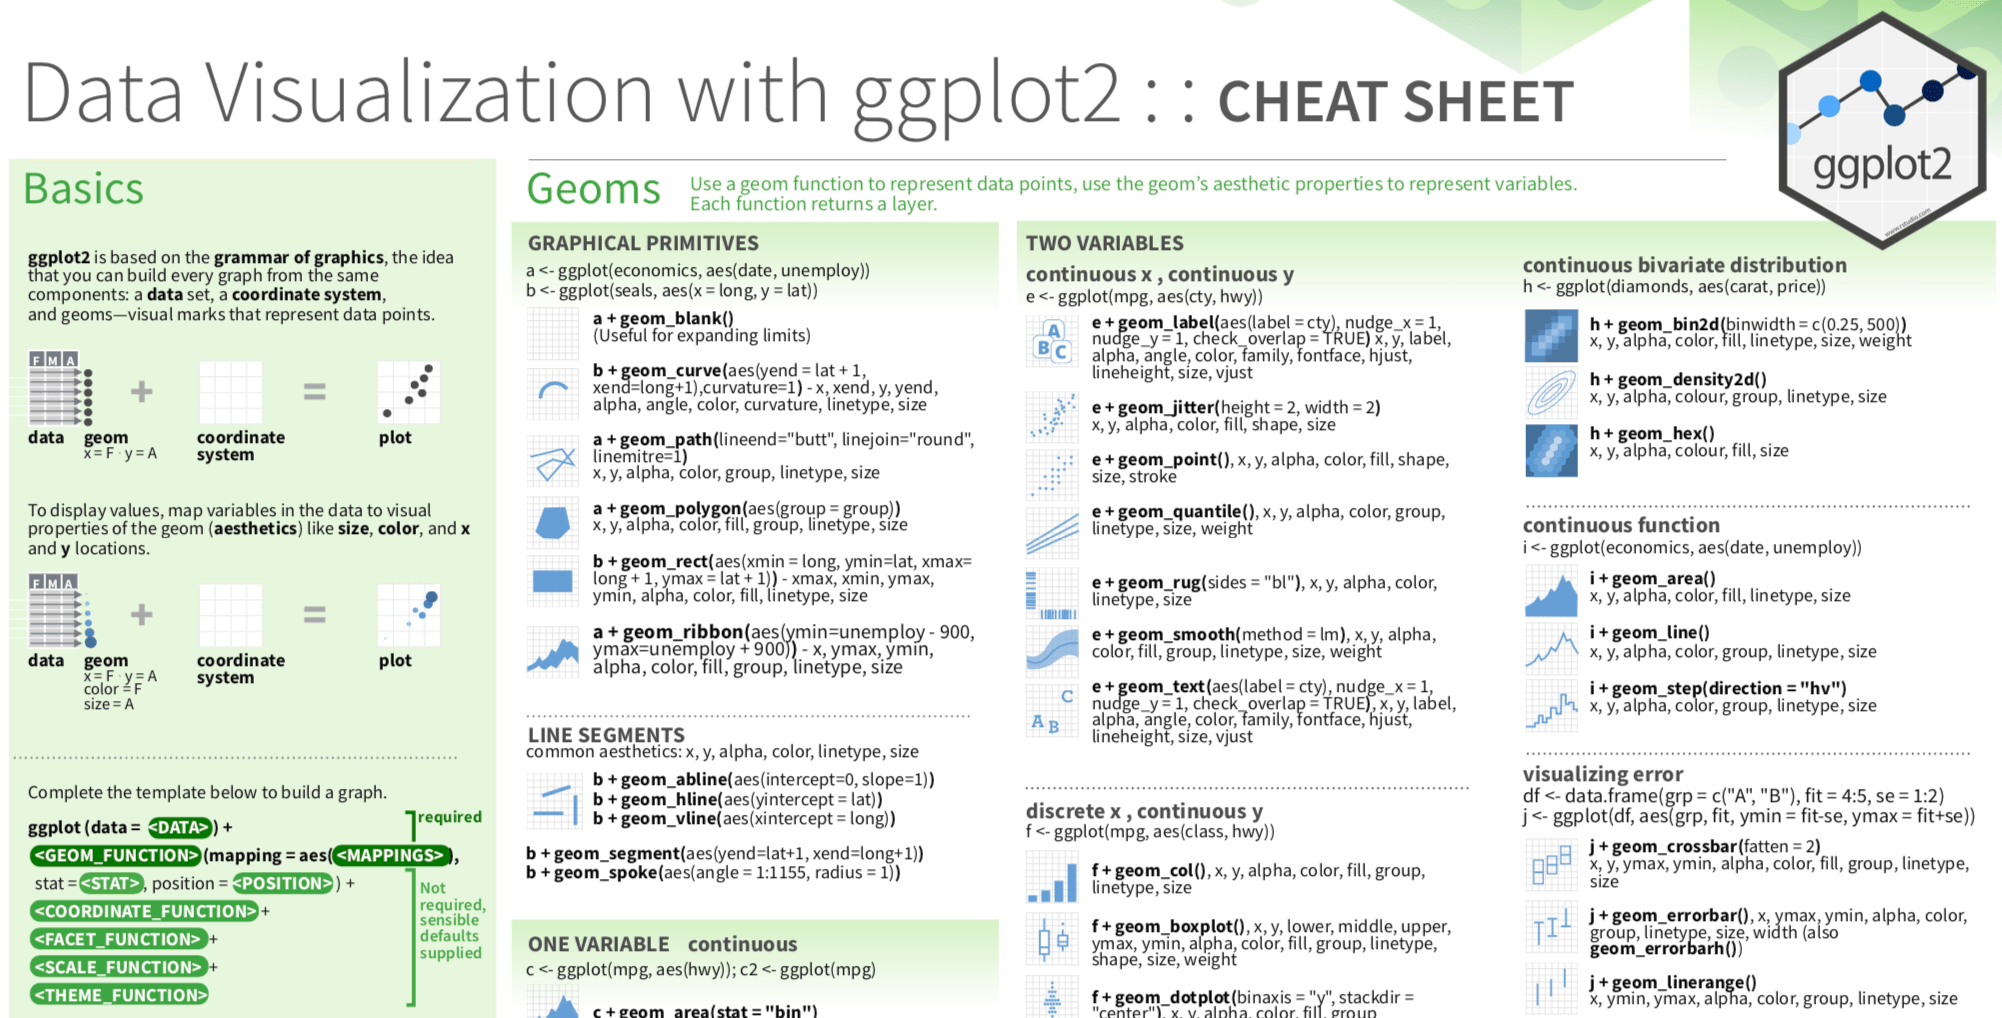 Data Visualization with ggplot2 : : CHEAT SHEET
ggplot2
www.rstudio.com
Basics
ggplot2 is based on the grammar of graphics, the idea
that you can build every graph from the same
components: a data set, a coordinate system,
and geoms—visual marks that represent data points.
F M A
+ =
data geom coordinate plot
x = F · y = A system
To display values, map variables in the data to visual
properties of the geom (aesthetics) like size, color, and x
and y locations.
F M A
+ =
data geom coordinate plot
x = F · y = A system
color = F
size = A
Complete the template below to build a graph.
required
ggplot (data = <DATA>) +
<GEOM_FUNCTION>(mapping = aes(<MAPPINGS>),
stat = <STAT>, position = <POSITION>) +
<COORDINATE_FUNCTION> +
<FACET_FUNCTION> +
<SCALE_FUNCTION> +
<THEME_FUNCTION>
Not
required,
sensible
defaults
supplied
Geoms
Use a geom function to represent data points, use the geom's aesthetic properties to represent variables.
Each function returns a layer.
GRAPHICAL PRIMITIVES
a <- ggplot(economics, aes(date, unemploy))
b <- ggplot(seals, aes(x = long, y = lat))
a + geom_blank()
(Useful for expanding limits)
b + geom_curve(aes(yend = lat + 1,
xend=long+1),curvature=1) - x, xend, y, yend,
alpha, angle, color, curvature, linetype, size
a + geom_path(lineend="butt", linejoin="round",
linemitre=1)
x, y, alpha, color, group, linetype, size
a + geom_polygon(aes(group = group))
x, y, alpha, color, fill, group, linetype, size
b + geom_rect(aes(xmin = long, ymin=lat, xmax=
long + 1, ymax = lat + 1)) - xmax, xmin, ymax,
ymin, alpha, color, fill, linetype, size
a + geom_ribbon(aes(ymin=unemploy - 900,
ymax=unemploy + 900)) - x, ymax, ymin,
alpha, color, fill, group, linetype, size
LINE SEGMENTS
common aesthetics: x, y, alpha, color, linetype, size
b + geom_abline(aes(intercept=0, slope=1))
b + geom_hline(aes(yintercept = lat))
b + geom_vline(aes(xintercept = long))
b + geom_segment(aes(yend=lat+1, xend=long+1))
b + geom_spoke(aes(angle = 1:1155, radius = 1))
ONE VARIABLE continuous
c <- ggplot(mpg, aes(hwy)); c2 <- ggplot(mpg)
c + geom_area(stat = "bin")
TWO VARIABLES
continuous x , continuous y
e <- ggplot(mpg, aes(cty, hwy))
A
B C
e + geom_label(aes(label = cty), nudge_x = 1,
nudge_y = 1, check_overlap = TRUE) x, y, label,
alpha, angle, color, family, fontface, hjust,
lineheight, size, vjust
e + geom_jitter(height = 2, width = 2)
x, y, alpha, color, fill, shape, size
e + geom_point(), x, y, alpha, color, fill, shape,
size, stroke
e + geom_quantile(), x, y, alpha, color, group,
linetype, size, weight
e + geom_rug(sides = "bl"), x, y, alpha, color,
linetype, size
e + geom_smooth(method = lm), x, y, alpha,
color, fill, group, linetype, size, weight
C
A B
e + geom_text(aes(label = cty), nudge_x = 1,
nudge_y = 1, check_overlap = TRUE), x, y, label,
alpha, angle, color, family, fontface, hjust,
lineheight, size, vjust
discrete x , continuous y
f <- ggplot(mpg, aes(class, hwy))
f + geom_col(), x, y, alpha, color, fill, group,
linetype, size
f + geom_boxplot(), x, y, lower, middle, upper,
ymax, ymin, alpha, color, fill, group, linetype,
shape, size, weight
f + geom_dotplot(binaxis = "y", stackdir =
"center"), x, y, alpha, color, fill, group
continuous bivariate distribution
h <- ggplot(diamonds, aes(carat, price))
h + geom_bin2d(binwidth = c(0.25, 500))
x, y, alpha, color, fill, linetype, size, weight
h + geom_density2d()
x, y, alpha, colour, group, linetype, size
h + geom_hex()
x, y, alpha, colour, fill, size
continuous function
i <- ggplot(economics, aes(date, unemploy))
i + geom_area()
x, y, alpha, color, fill, linetype, size
i + geom_line()
x, y, alpha, color, group, linetype, size
i + geom_step(direction = "hv")
x, y, alpha, color, group, linetype, size
visualizing error
df <- data.frame(grp = c("A", "B"), fit = 4:5, se = 1:2)
j <- ggplot(df, aes(grp, fit, ymin = fit-se, ymax = fit+se))
j + geom_crossbar(fatten = 2)
x, y, ymax, ymin, alpha, color, fill, group, linetype,
size
j + geom_errorbar(), x, ymax, ymin, alpha, color,
group, linetype, size, width (also
geom_errorbarh())
j + geom_linerange()
x, ymin, ymax, alpha, color, group, linetype, size